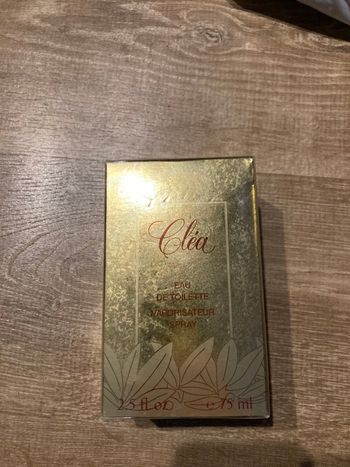 Cléa
EAU
DE TOILETTE
VAPORISATEUR
SPRAY
2.5 fl oz ℮ 75 ml